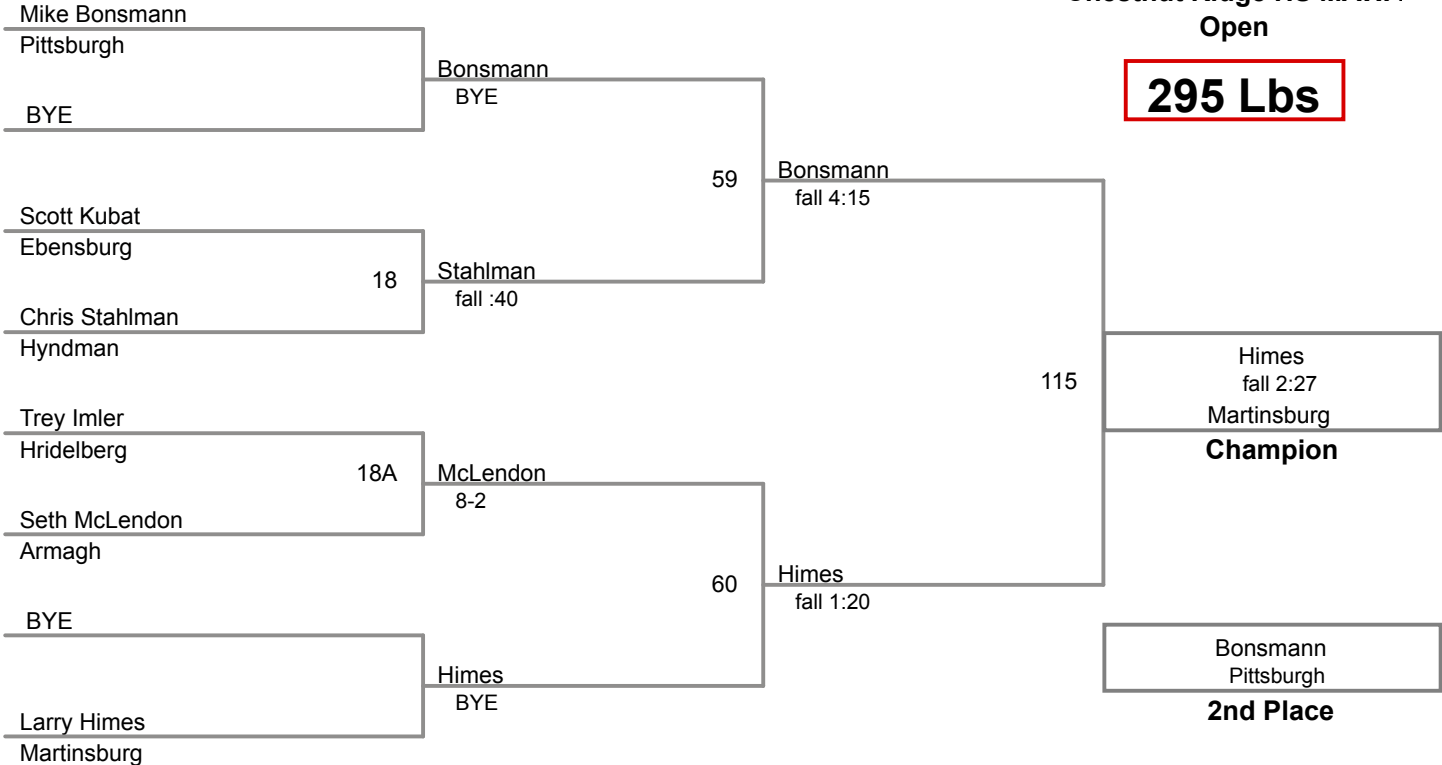 Open
295 Lbs
Mike Bonsmann
Pittsburgh
BYE
Bonsmann
BYE
Scott Kubat
Ebensburg
18
Chris Stahlman
Hyndman
Stahlman
fall :40
59
Bonsmann
fall 4:15
Trey Imler
Hridelberg
18A
Seth McLendon
Armagh
McLendon
8-2
BYE
Larry Himes
Martinsburg
Himes
BYE
60
Himes
fall 1:20
115
Himes
fall 2:27
Martinsburg
Champion
Bonsmann
Pittsburgh
2nd Place